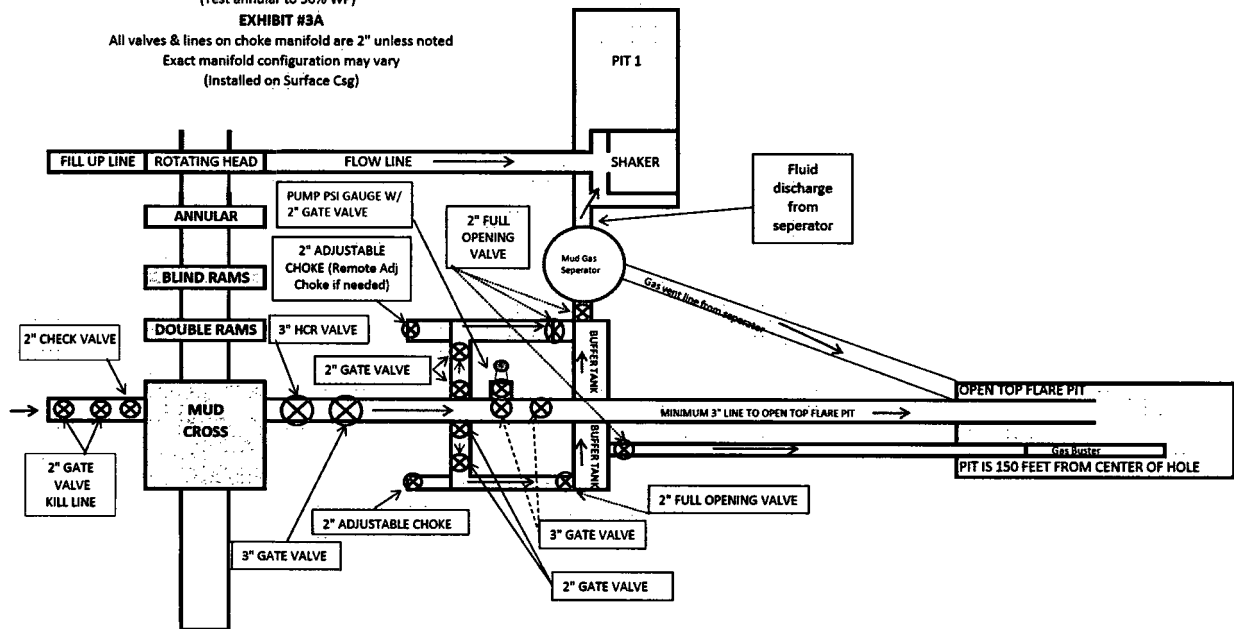 (Test annular to 50% WP)
EXHIBIT #3A
All valves & lines on choke manifold are 2" unless noted
Exact manifold configuration may vary
(Installed on Surface Csg)
PIT 1
FILL UP LINE
ROTATING HEAD
FLOW LINE
SHAKER
Fluid
discharge
from
seperator
ANNULAR
PUMP PSI GAUGE W/
2" GATE VALVE
2" FULL
OPENING
VALVE
2" ADJUSTABLE
CHOKE (Remote Adj
Choke if needed)
Mud Gas
Seperator
BLIND RAMS
Gas vent line from seperator
DOUBLE RAMS
3" HCR VALVE
2" CHECK VALVE
2" GATE VALVE
BUFFER TANK
OPEN TOP FLARE PIT
MUD
CROSS
MINIMUM 3" LINE TO OPEN TOP FLARE PIT
BUFFER TANK
Gas Buster
PIT IS 150 FEET FROM CENTER OF HOLE
2" GATE
VALVE
KILL LINE
2" FULL OPENING VALVE
2" ADJUSTABLE CHOKE
3" GATE VALVE
3" GATE VALVE
2" GATE VALVE